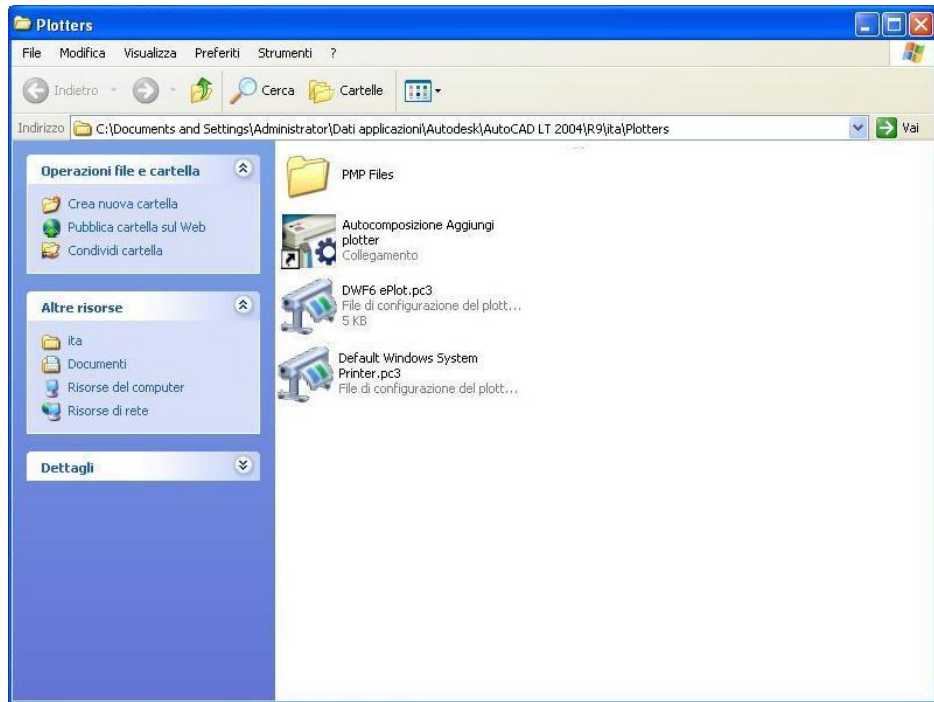 Plotters
File Modifica Visualizza Preferiti Strumenti ?
Indietro Cerca Cartelle
Indirizzo C:\Documents and Settings\Administrator\Dati applicazioni\Autodesk\AutoCAD LT 2004\R9\ita\Plotters Vai
Operazioni file e cartella
Crea nuova cartella
Pubblica cartella sul Web
Condividi cartella
Altre risorse
ita
Documenti
Risorse del computer
Risorse di rete
Dettagli
PMP Files
Autocomposizione Aggiungi
plotter
Collegamento
DWF6 ePlot.pc3
File di configurazione del plott...
5 KB
Default Windows System
Printer.pc3
File di configurazione del plott...